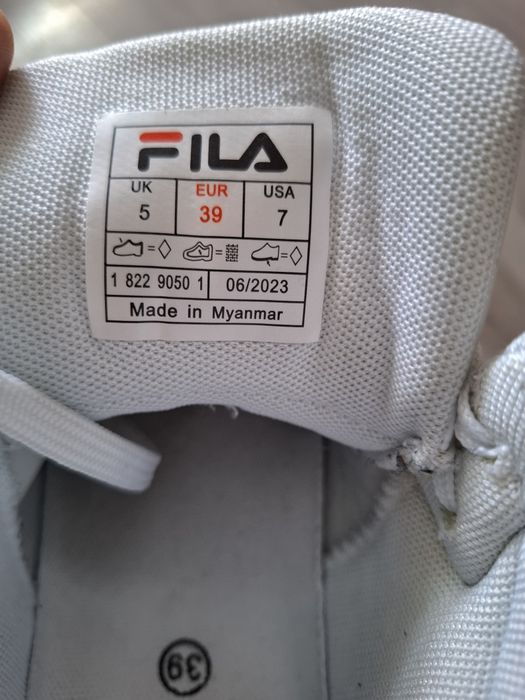 FILA
UK EUR USA
5 39 7
1 822 9050 1 06/2023
Made in Myanmar
39